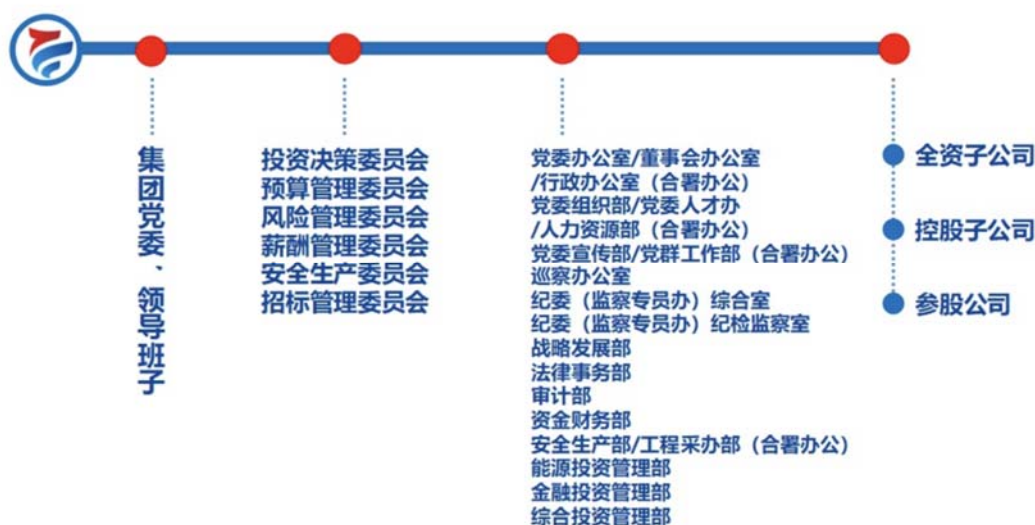 集团党委、领导班子
投资决策委员会
预算管理委员会
风险管理委员会
薪酬管理委员会
安全生产委员会
招标管理委员会
党委办公室/董事会办公室
/行政办公室（合署办公）
党委组织部/党委人才办
/人力资源部（合署办公）
党委宣传部/党群工作部（合署办公）
巡察办公室
纪委（监察专员办）综合室
纪委（监察专员办）纪检监察室
战略发展部
法律事务部
审计部
资金财务部
安全生产部/工程采办部（合署办公）
能源投资管理部
金融投资管理部
综合投资管理部
全资子公司
控股子公司
参股公司